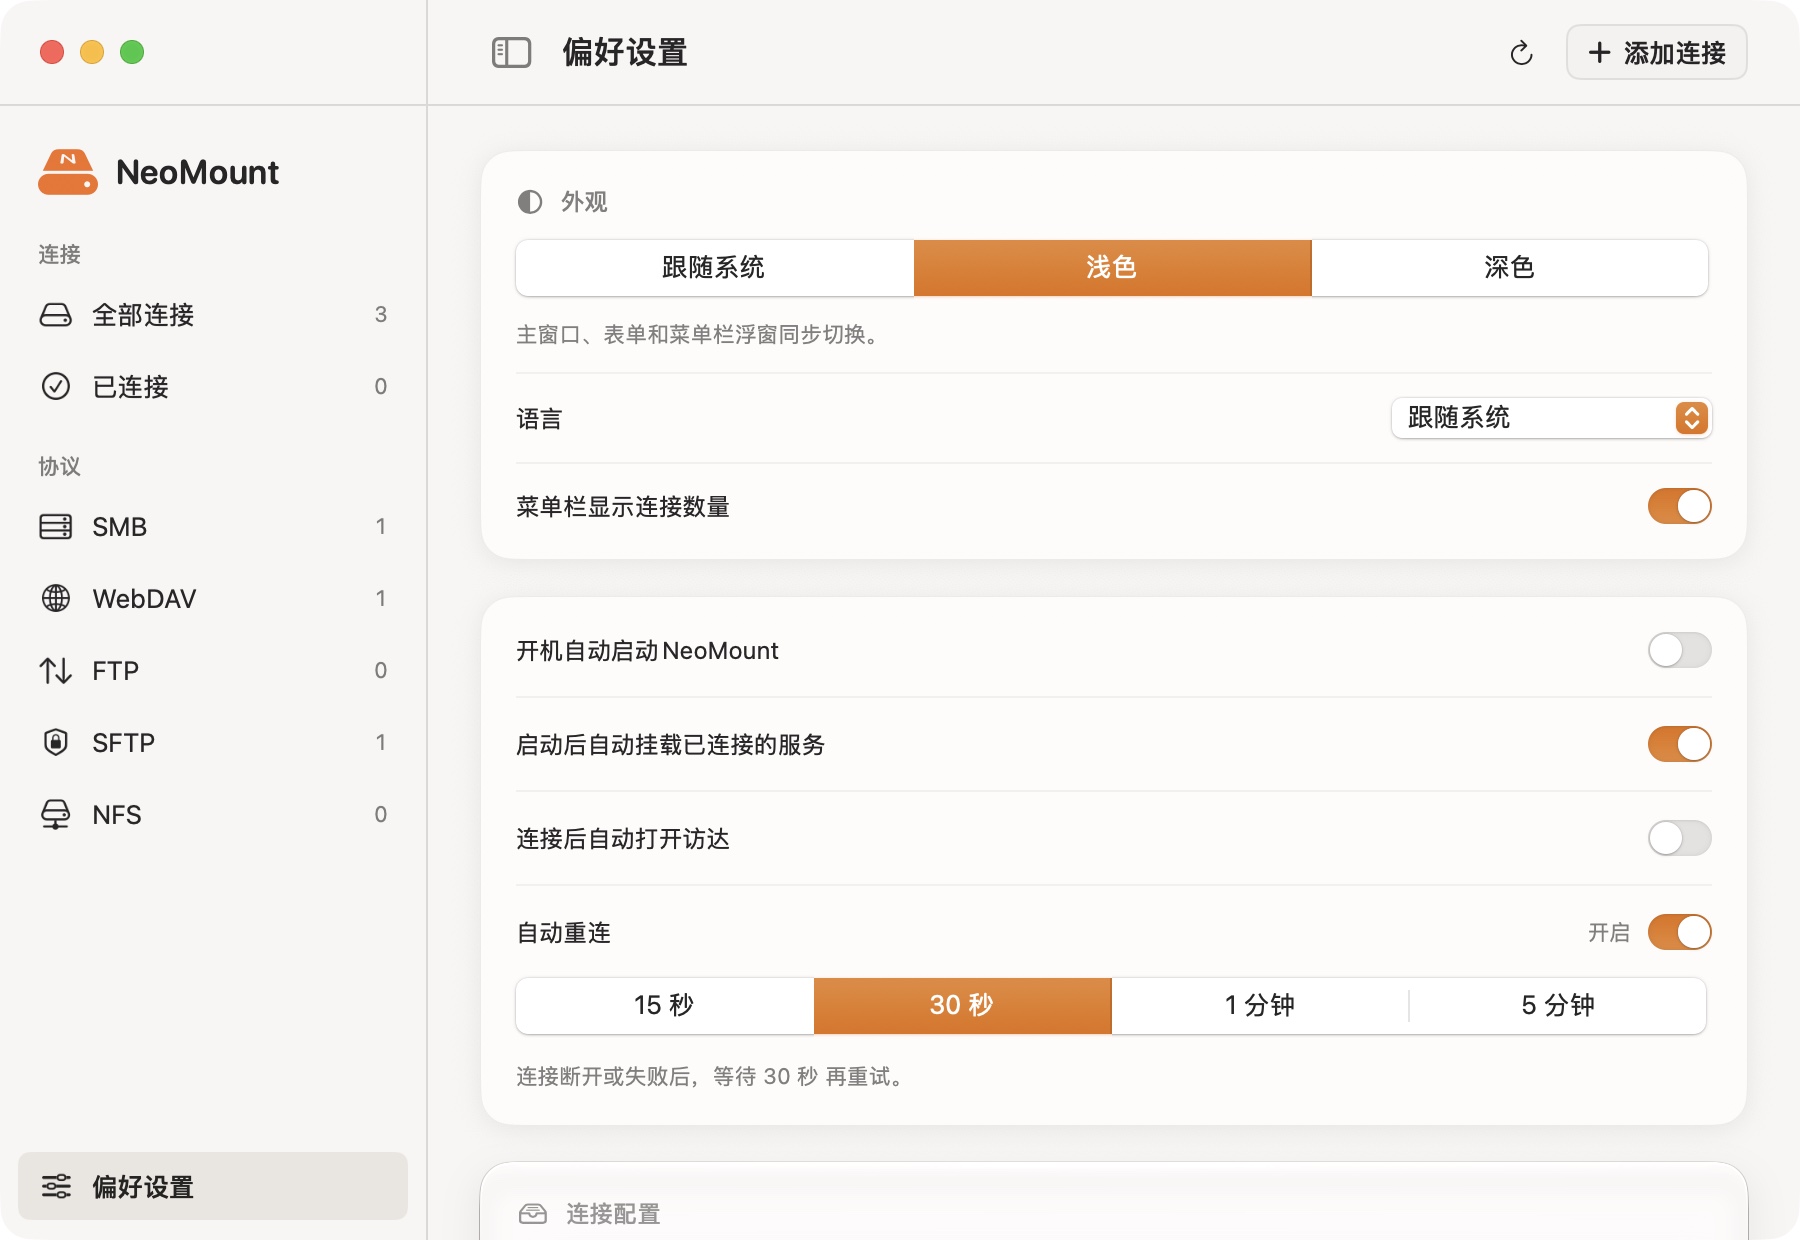 偏好设置
添加连接
NeoMount
连接
全部连接 3
已连接 0
协议
SMB 1
WebDAV 1
FTP 0
SFTP 1
NFS 0
偏好设置
外观
跟随系统 浅色 深色
主窗口、表单和菜单栏浮窗同步切换。
语言 跟随系统
菜单栏显示连接数量
开机自动启动 NeoMount
启动后自动挂载已连接的服务
连接后自动打开访达
自动重连 开启
15 秒 30 秒 1 分钟 5 分钟
连接断开或失败后，等待 30 秒 再重试。
连接配置